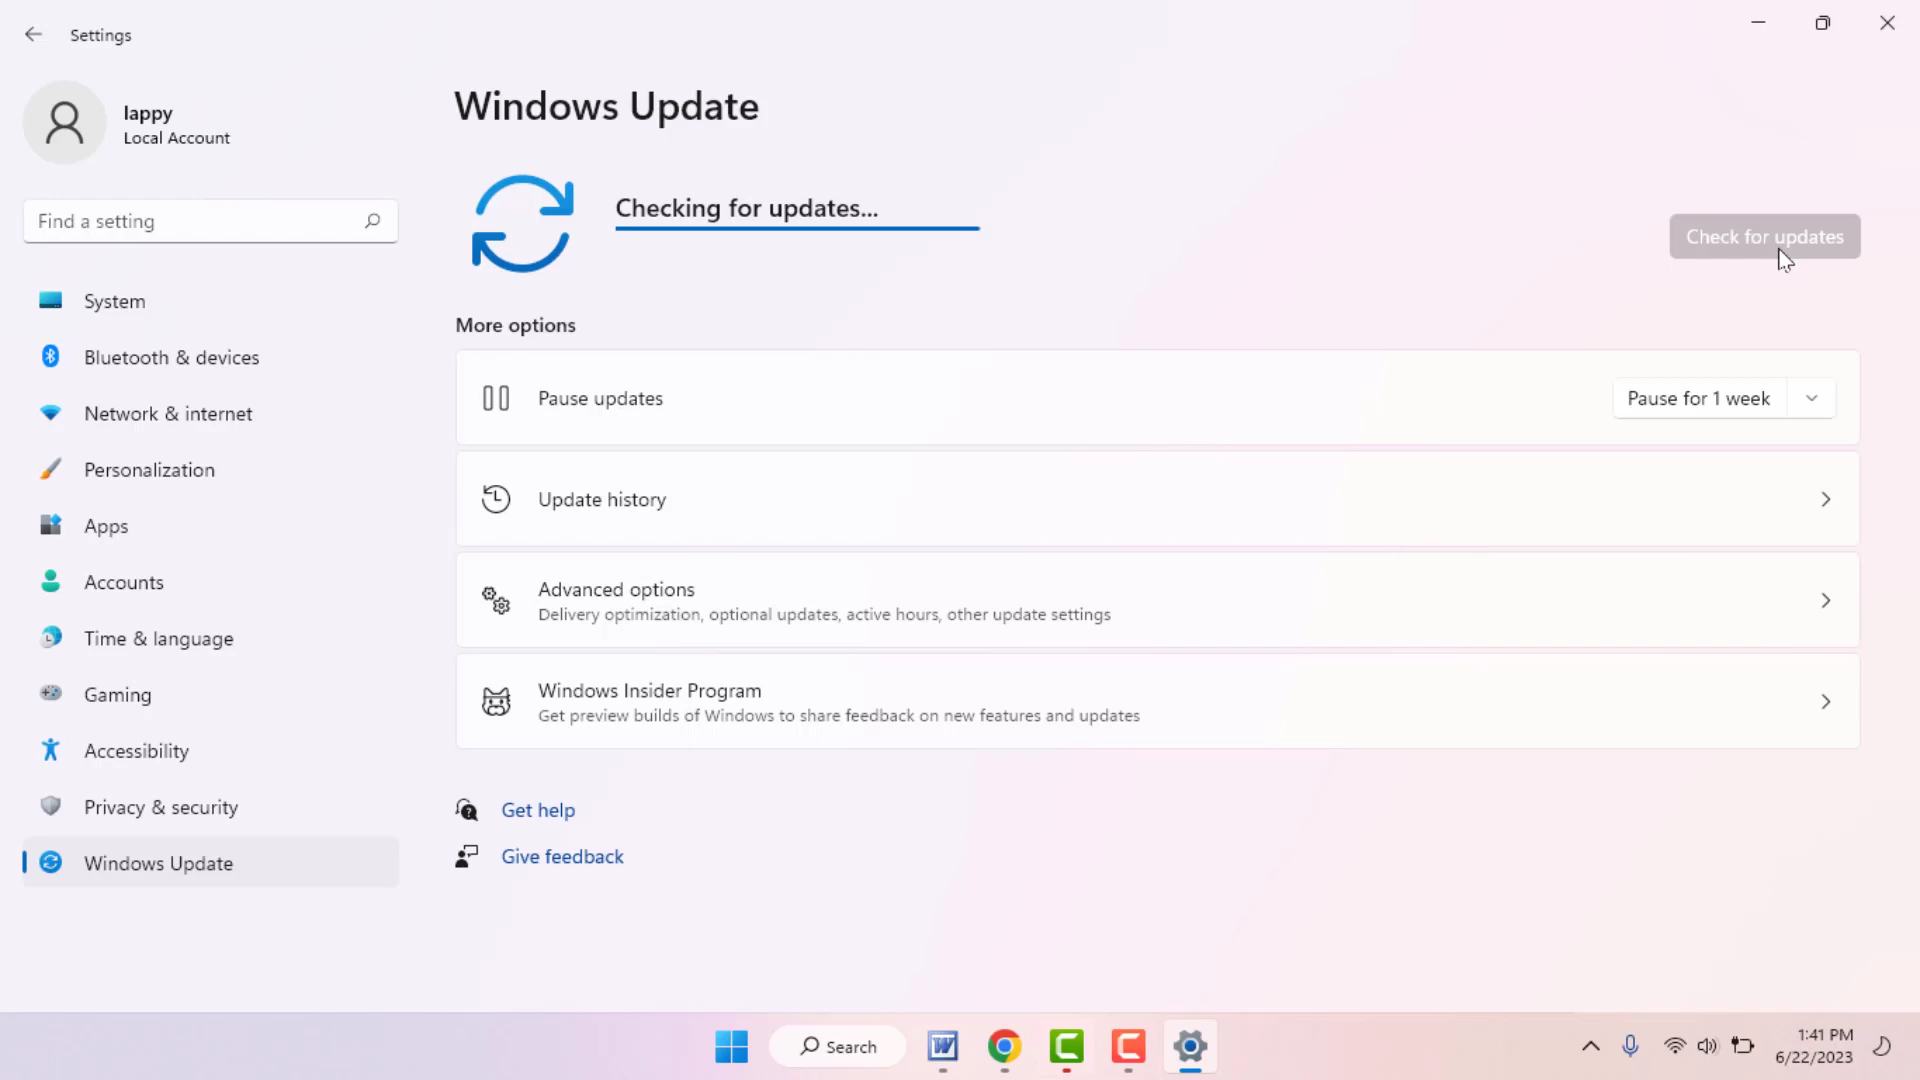 Settings
lappy
Local Account
Find a setting
System
Bluetooth & devices
Network & internet
Personalization
Apps
Accounts
Time & language
Gaming
Accessibility
Privacy & security
Windows Update
Windows Update
Checking for updates...
Check for updates
More options
Pause updates
Pause for 1 week
Update history
Advanced options
Delivery optimization, optional updates, active hours, other update settings
Windows Insider Program
Get preview builds of Windows to share feedback on new features and updates
Get help
Give feedback
Search
1:41 PM
6/22/2023